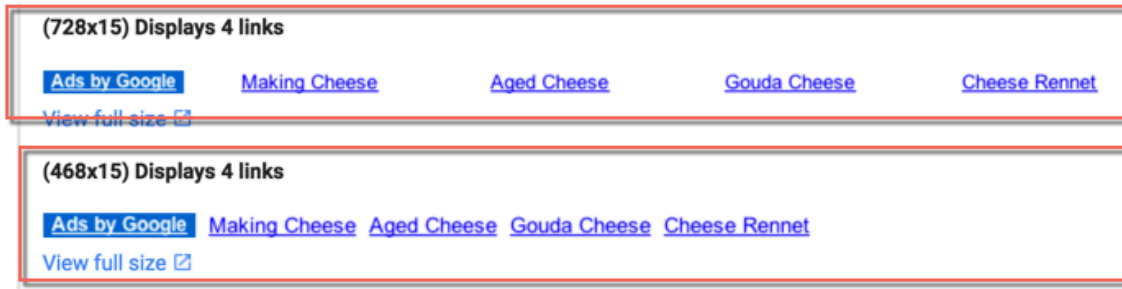 (728x15) Displays 4 links
Ads by Google Making Cheese Aged Cheese Gouda Cheese Cheese Rennet
View full size
(468x15) Displays 4 links
Ads by Google Making Cheese Aged Cheese Gouda Cheese Cheese Rennet
View full size